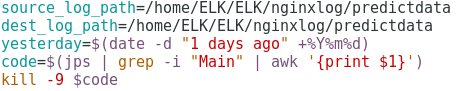 source_log_path=/home/ELK/ELK/nginxlog/predictdata
dest_log_path=/home/ELK/ELK/nginxlog/predictdata
yesterday=$(date -d "1 days ago" +%Y%m%d)
code=$(jps | grep -i "Main" | awk '{print $1}')
kill -9 $code